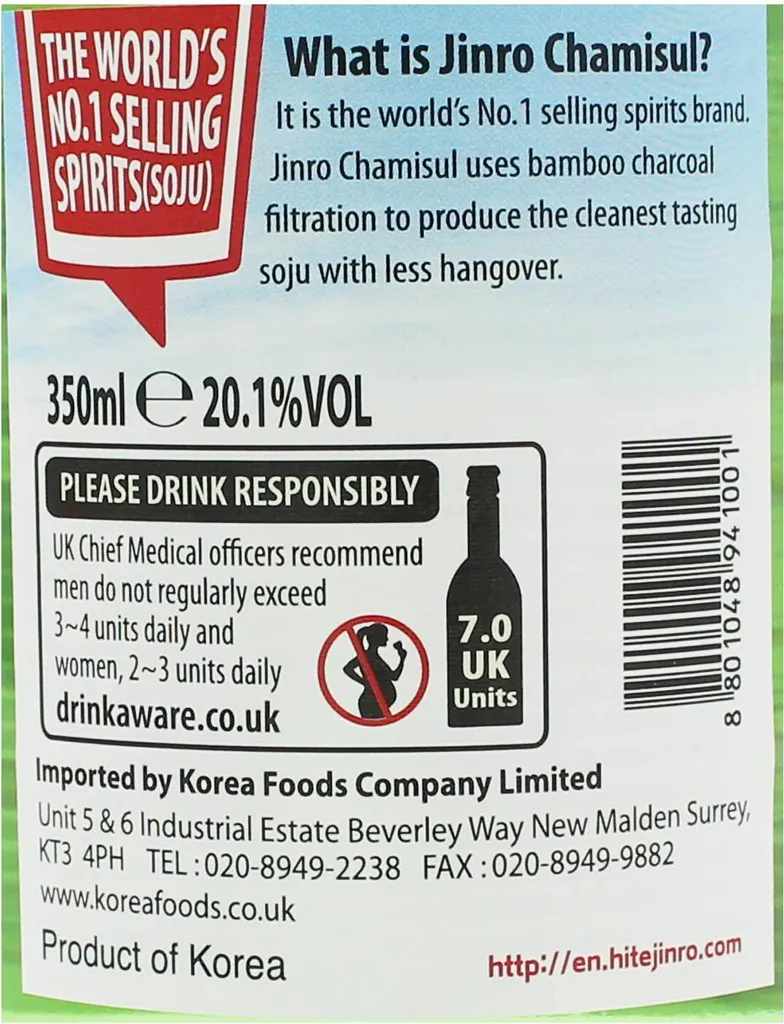 THE WORLD'S
NO.1 SELLING
SPIRITS(SOJU)
What is Jinro Chamisul?
It is the world's No.1 selling spirits brand.
Jinro Chamisul uses bamboo charcoal
filtration to produce the cleanest tasting
soju with less hangover.
350ml ℮ 20.1%VOL
PLEASE DRINK RESPONSIBLY
UK Chief Medical officers recommend
men do not regularly exceed
3~4 units daily and
women, 2~3 units daily
drinkaware.co.uk
7.0
UK
Units
8 801048 941001
Imported by Korea Foods Company Limited
Unit 5 & 6 Industrial Estate Beverley Way New Malden Surrey,
KT3 4PH TEL : 020-8949-2238 FAX : 020-8949-9882
www.koreafoods.co.uk
Product of Korea
http://en.hitejinro.com